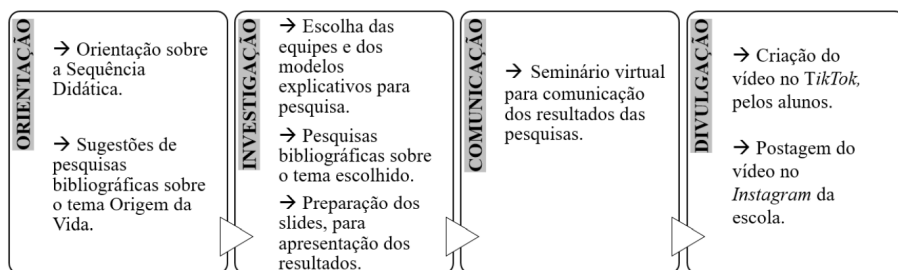 ORIENTAÇÃO
→ Orientação sobre
a Sequência
Didática.
→ Sugestões de
pesquisas
bibliográficas sobre
o tema Origem da
Vida.
INVESTIGAÇÃO
→ Escolha das
equipes e dos
modelos
explicativos para
pesquisa.
→ Pesquisas
bibliográficas sobre
o tema escolhido.
→ Preparação dos
slides, para
apresentação dos
resultados.
COMUNICAÇÃO
→ Seminário virtual
para comunicação
dos resultados das
pesquisas.
DIVULGAÇÃO
→ Criação do
vídeo no TikTok,
pelos alunos.
→ Postagem do
vídeo no
Instagram da
escola.